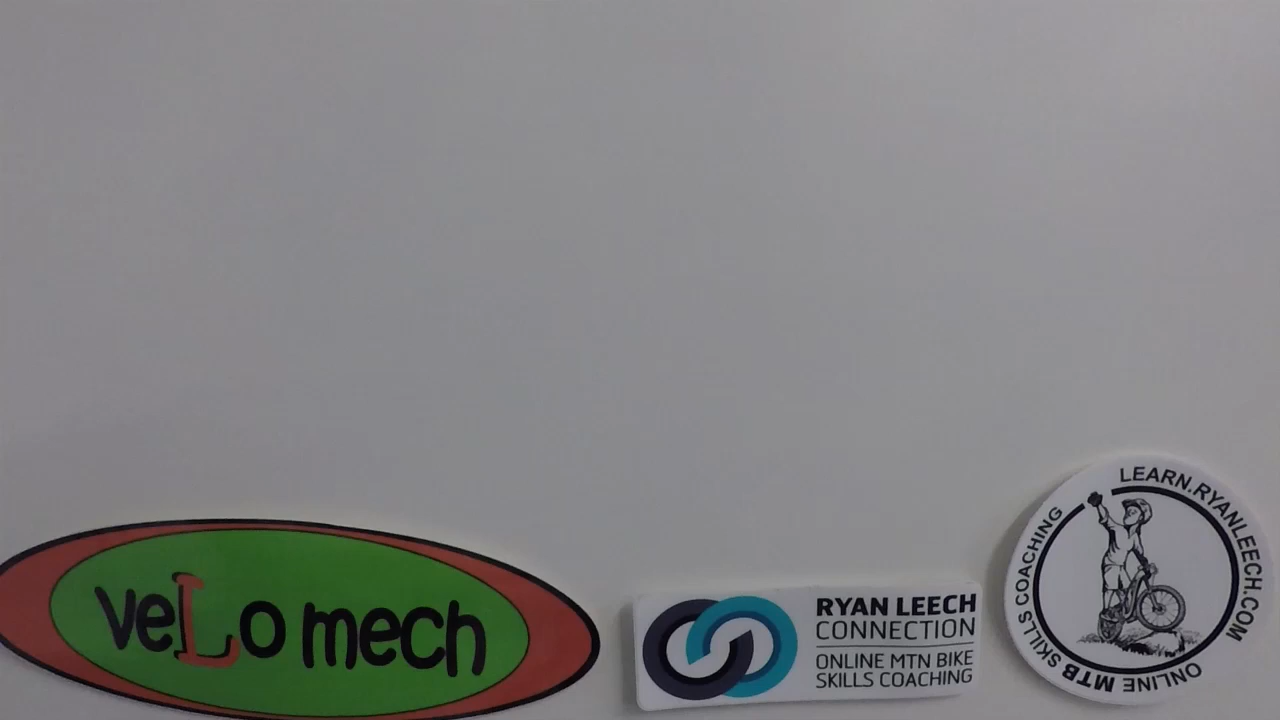 veLo mech
RYAN LEECH
CONNECTION
ONLINE MTN BIKE
SKILLS COACHING
LEARN.RYANLEECH.COM
ONLINE MTB SKILLS COACHING